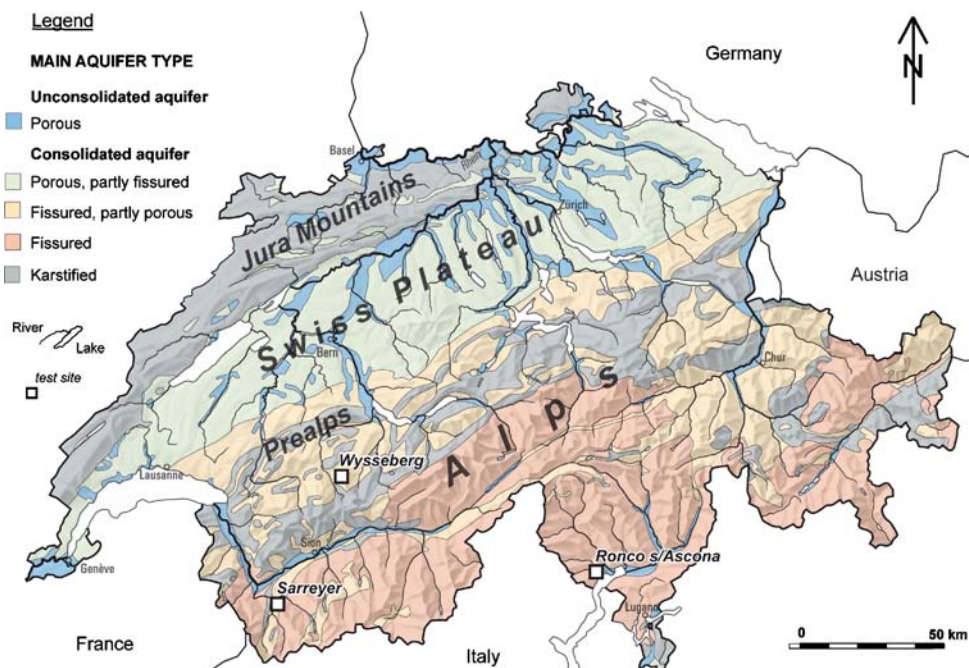 Legend
MAIN AQUIFER TYPE
Unconsolidated aquifer
Porous
Consolidated aquifer
Porous, partly fissured
Fissured, partly porous
Fissured
Karstified
River
Lake
test site
Germany
N
Austria
France
Italy
Basel
Rhein
Zürich
Jura Mountains
Swiss Plateau
Bern
Chur
Prealps
Alps
Wysseberg
Lausanne
Sion
Genève
Sarreyer
Ronco s/Ascona
Lugano
0 50 km